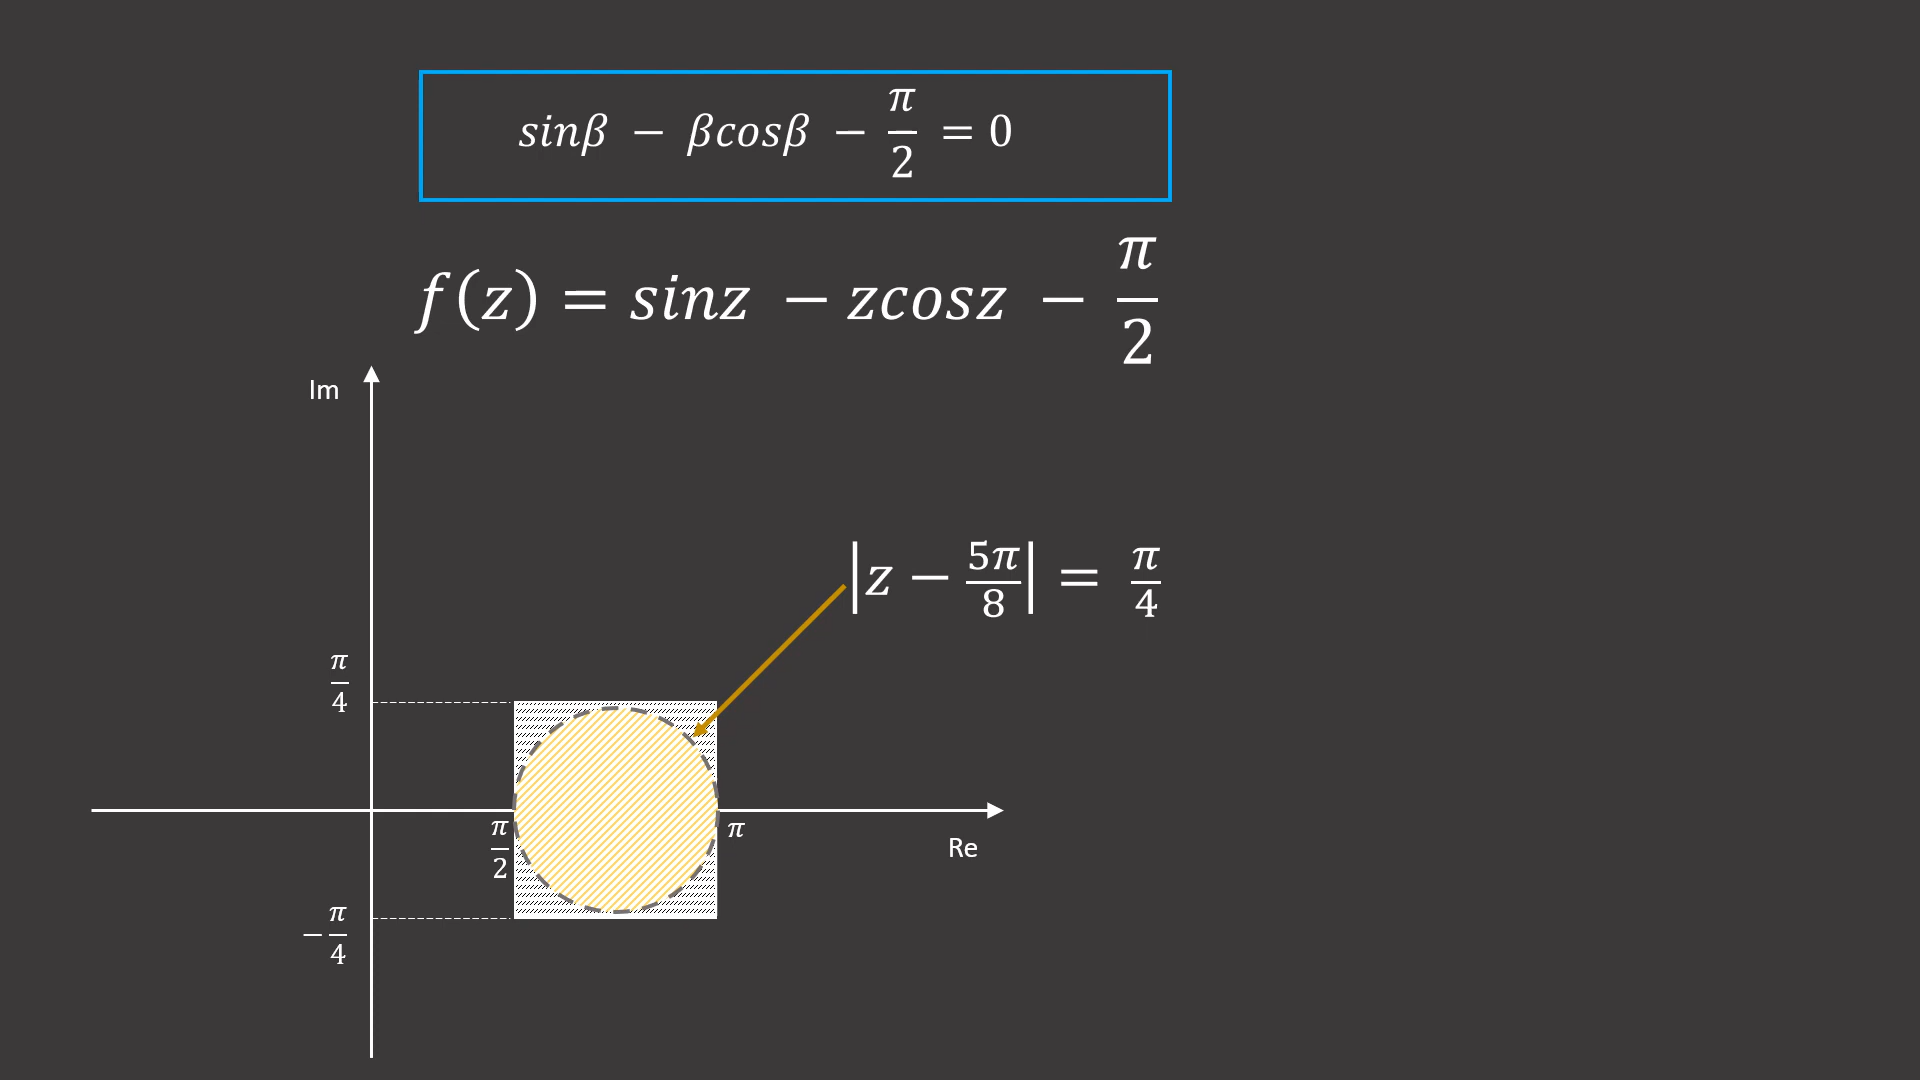 sinβ − βcosβ − π/2 = 0
f(z) = sinz − zcosz − π/2
Im
|z − 5π/8| = π/4
π/4
π/2
π
Re
−π/4